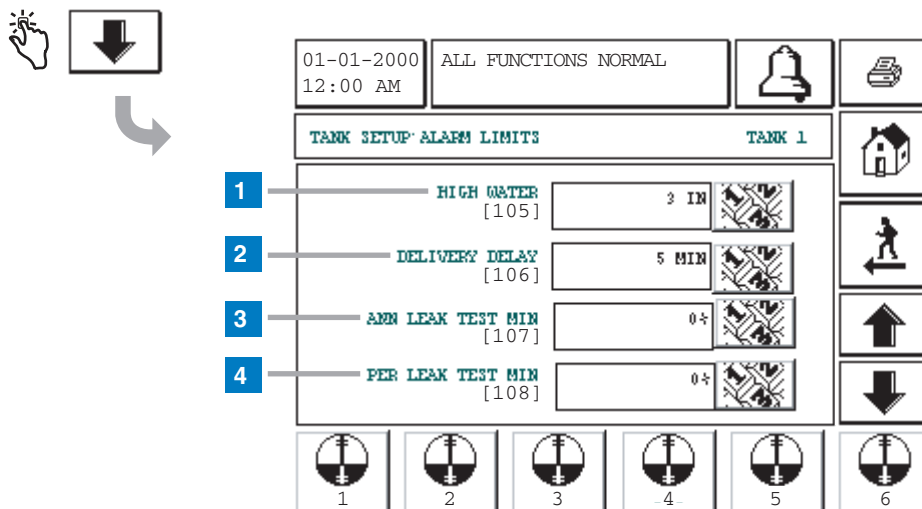 01-01-2000
12:00 AM
ALL FUNCTIONS NORMAL
TANK SETUP: ALARM LIMITS
TANK 1
1
HIGH WATER
[105]
3 IN
2
DELIVERY DELAY
[106]
5 MIN
3
ANN LEAK TEST MIN
[107]
0%
4
PER LEAK TEST MIN
[108]
0%
1
2
3
4
5
6